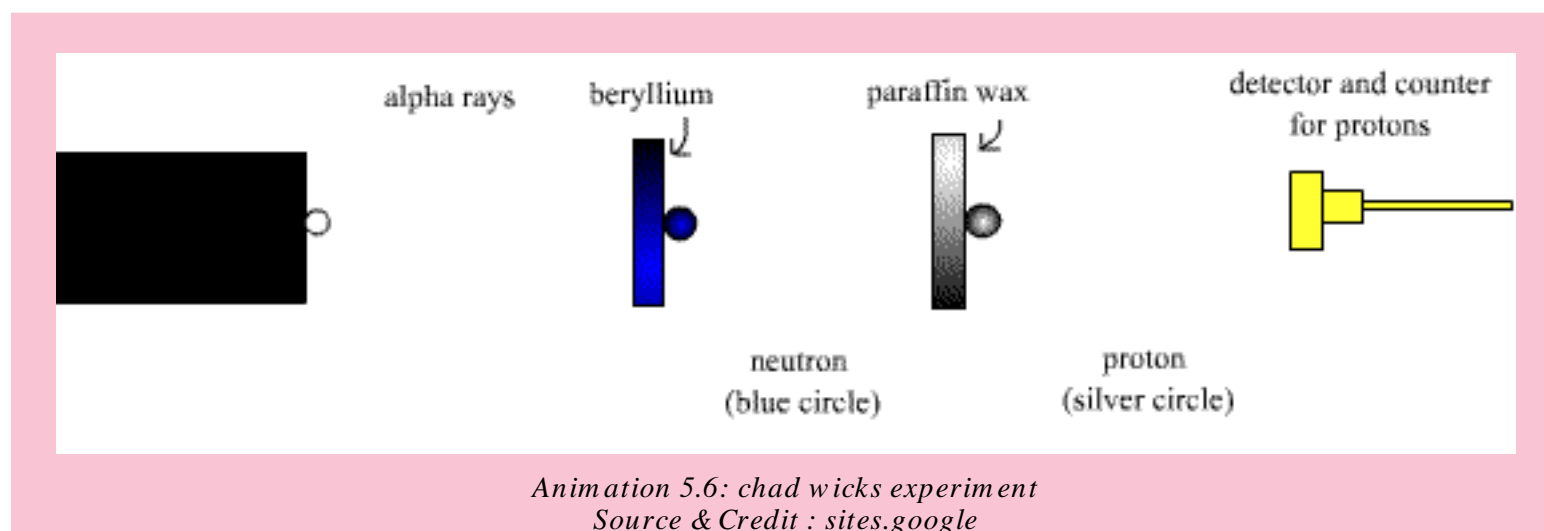 alpha rays
beryllium
paraffin wax
detector and counter
for protons
neutron
(blue circle)
proton
(silver circle)
Animation 5.6: chad wicks experiment
Source & Credit : sites.google